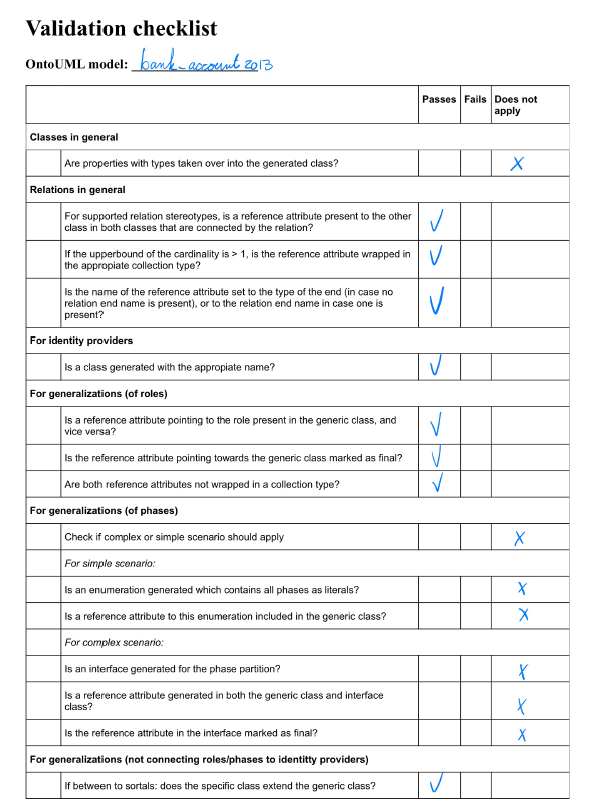 Validation checklist
OntoUML model: bank_account 2013
Passes Fails Does not
apply
Classes in general
Are properties with types taken over into the generated class? X
Relations in general
For supported relation stereotypes, is a reference attribute present to the other
class in both classes that are connected by the relation? ✓
If the upperbound of the cardinality is > 1, is the reference attribute wrapped in
the appropiate collection type? ✓
Is the name of the reference attribute set to the type of the end (in case no
relation end name is present), or to the relation end name in case one is
present? ✓
For identity providers
Is a class generated with the appropiate name? ✓
For generalizations (of roles)
Is a reference attribute pointing to the role present in the generic class, and
vice versa? ✓
Is the reference attribute pointing towards the generic class marked as final? ✓
Are both reference attributes not wrapped in a collection type? ✓
For generalizations (of phases)
Check if complex or simple scenario should apply X
For simple scenario:
Is an enumeration generated which contains all phases as literals? X
Is a reference attribute to this enumeration included in the generic class? X
For complex scenario:
Is an interface generated for the phase partition? X
Is a reference attribute generated in both the generic class and interface
class? X
Is the reference attribute in the interface marked as final? X
For generalizations (not connecting roles/phases to identitty providers)
If between to sortals: does the specific class extend the generic class? ✓